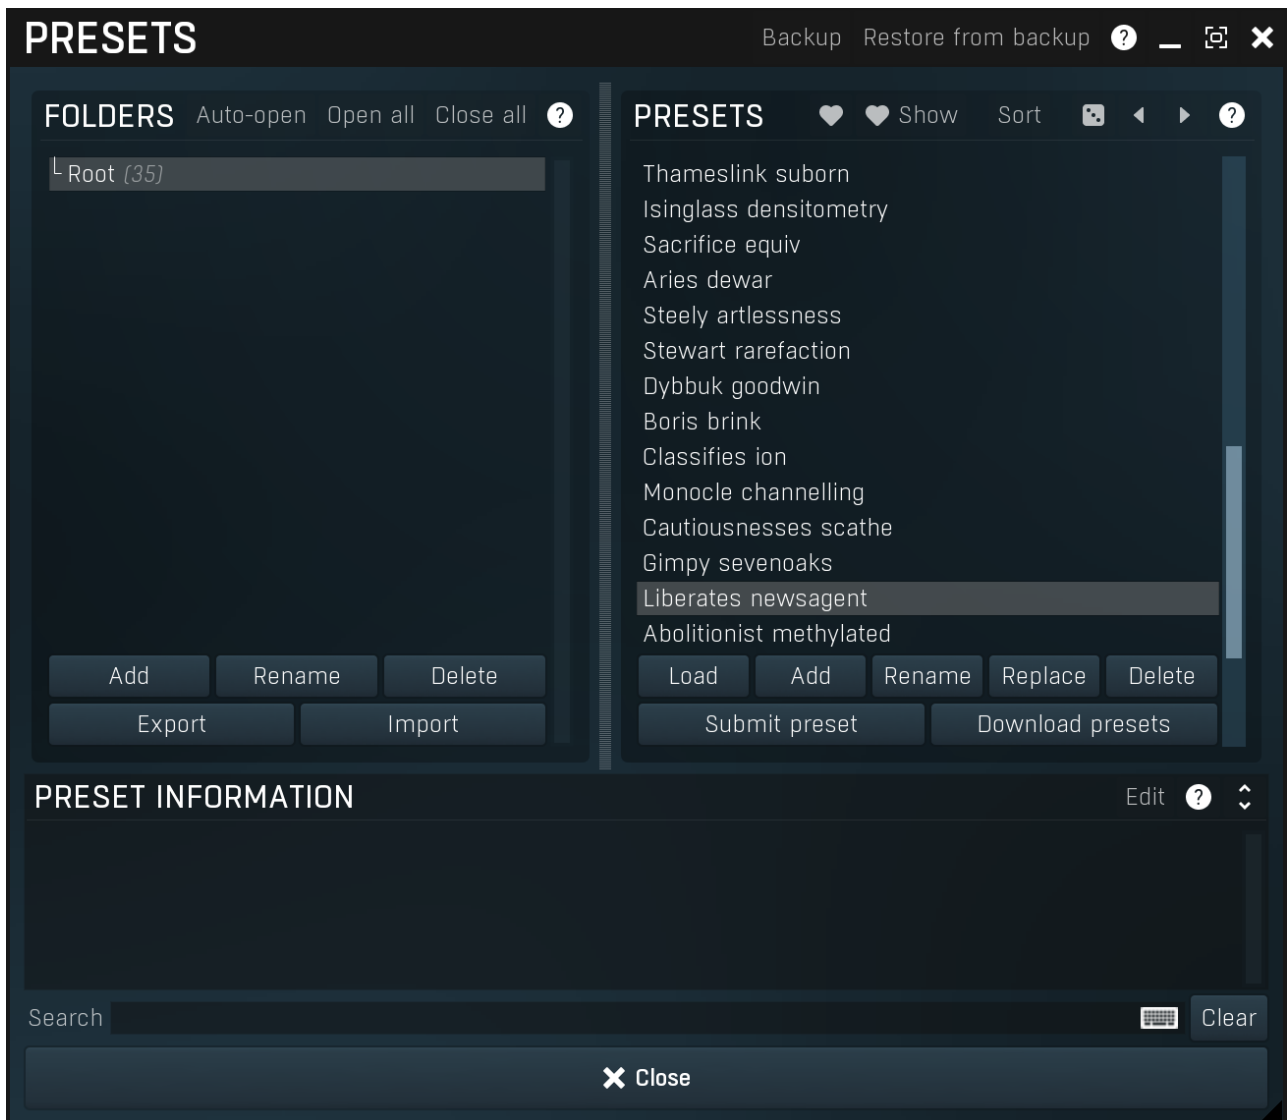 PRESETS Backup Restore from backup ?
FOLDERS Auto-open Open all Close all ?
Root (35)
Add Rename Delete
Export Import
PRESETS Show Sort ?
Thameslink suborn
Isinglass densitometry
Sacrifice equiv
Aries dewar
Steely artlessness
Stewart rarefaction
Dybbuk goodwin
Boris brink
Classifies ion
Monocle channelling
Cautiousnesses scathe
Gimpy sevenoaks
Liberates newsagent
Abolitionist methylated
Load Add Rename Replace Delete
Submit preset Download presets
PRESET INFORMATION Edit ?
Search Clear
Close